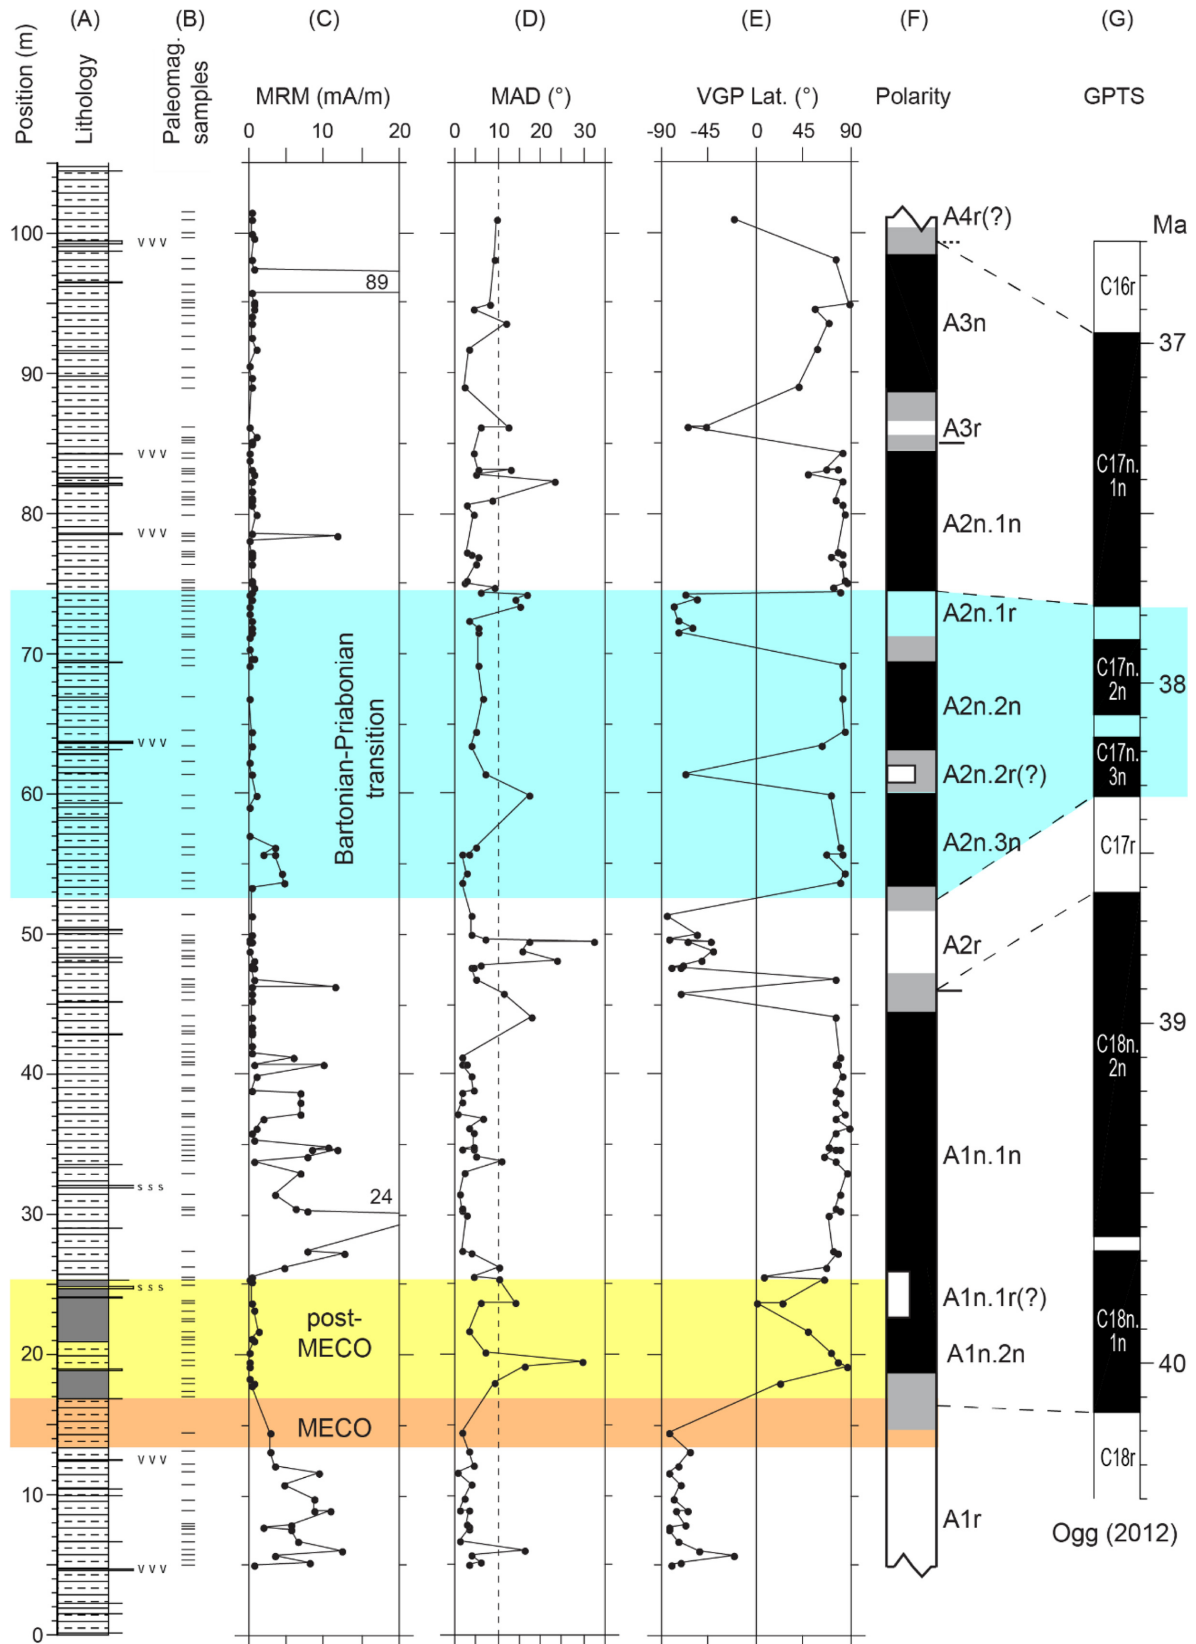 (A) (B) (C) (D) (E) (F) (G)
Position (m)
Lithology
Paleomag.
samples
MRM (mA/m) MAD (°) VGP Lat. (°) Polarity GPTS
0 10 20 0 10 20 30 -90 -45 0 45 90
A4r(?)
Ma
100 v v v
89
C16r
A3n
37
90
A3r
v v v
C17n.
1n
80
A2n.1n
v v v
A2n.1r
70
C17n.
2n
38
A2n.2n
v v v
Bartonian-Priabonian
transition
C17n.
3n
A2n.2r(?)
60
A2n.3n
C17r
50
A2r
39
C18n.
2n
40
A1n.1n
s s s
24
30
s s s
A1n.1r(?)
post-
MECO
C18n.
1n
20
A1n.2n
40
MECO
v v v
C18r
10
A1r
Ogg (2012)
v v v
0